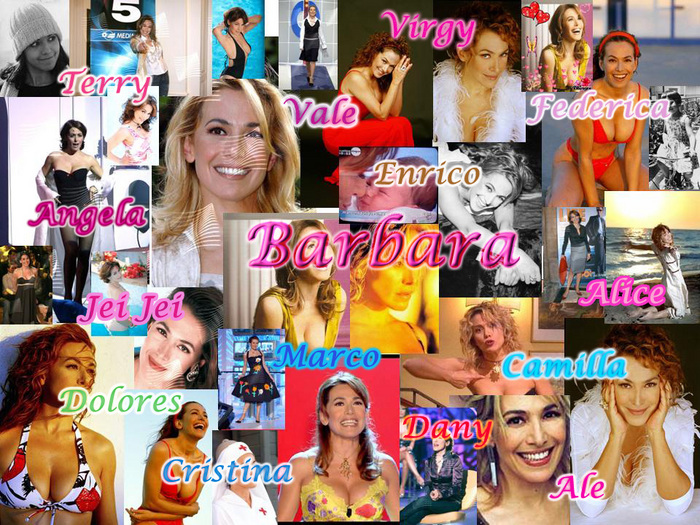 5
MEDIA
Virgy
Terry
Vale
Federica
Enrico
Angela
Barbara
Alice
Jei Jei
Marco
Camilla
Dolores
Dany
Cristina
Ale